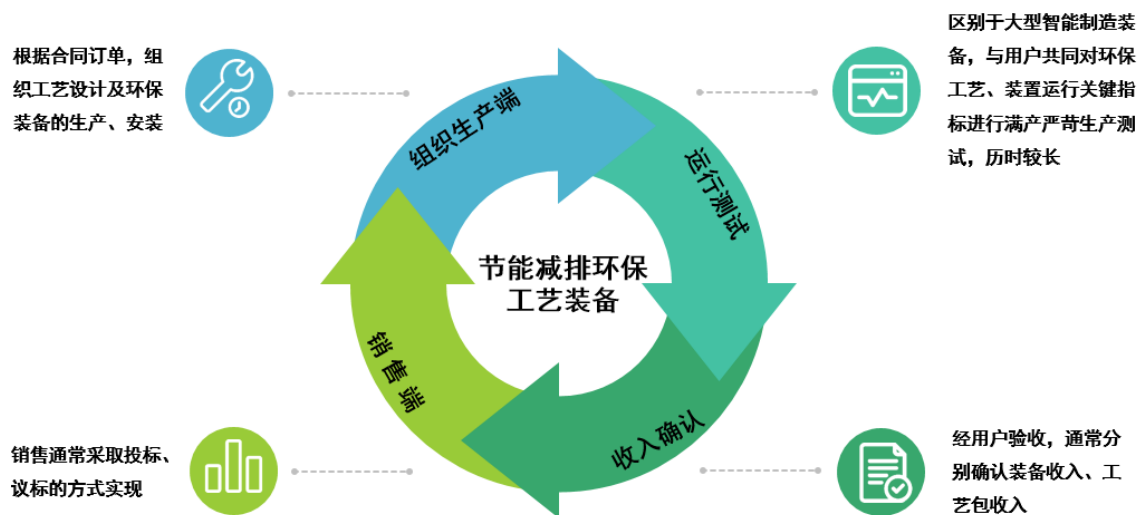 根据合同订单，组
织工艺设计及环保
装备的生产、安装
组织生产端
区别于大型智能制造装
备，与用户共同对环保
工艺、装置运行关键指
标进行满产严苛生产测
试，历时较长
运行测试
节能减排环保
工艺装备
销售端
收入确认
销售通常采取投标、
议标的方式实现
经用户验收，通常分
别确认装备收入、工
艺包收入